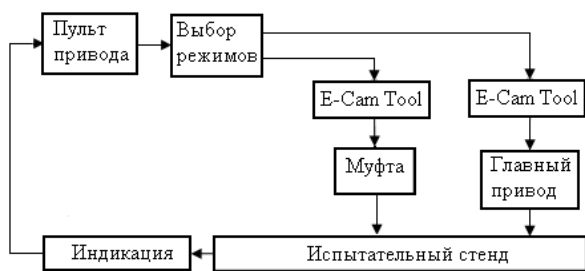 Пульт
привода
Выбор
режимов
E-Cam Tool
E-Cam Tool
Муфта
Главный
привод
Индикация
Испытательный стенд